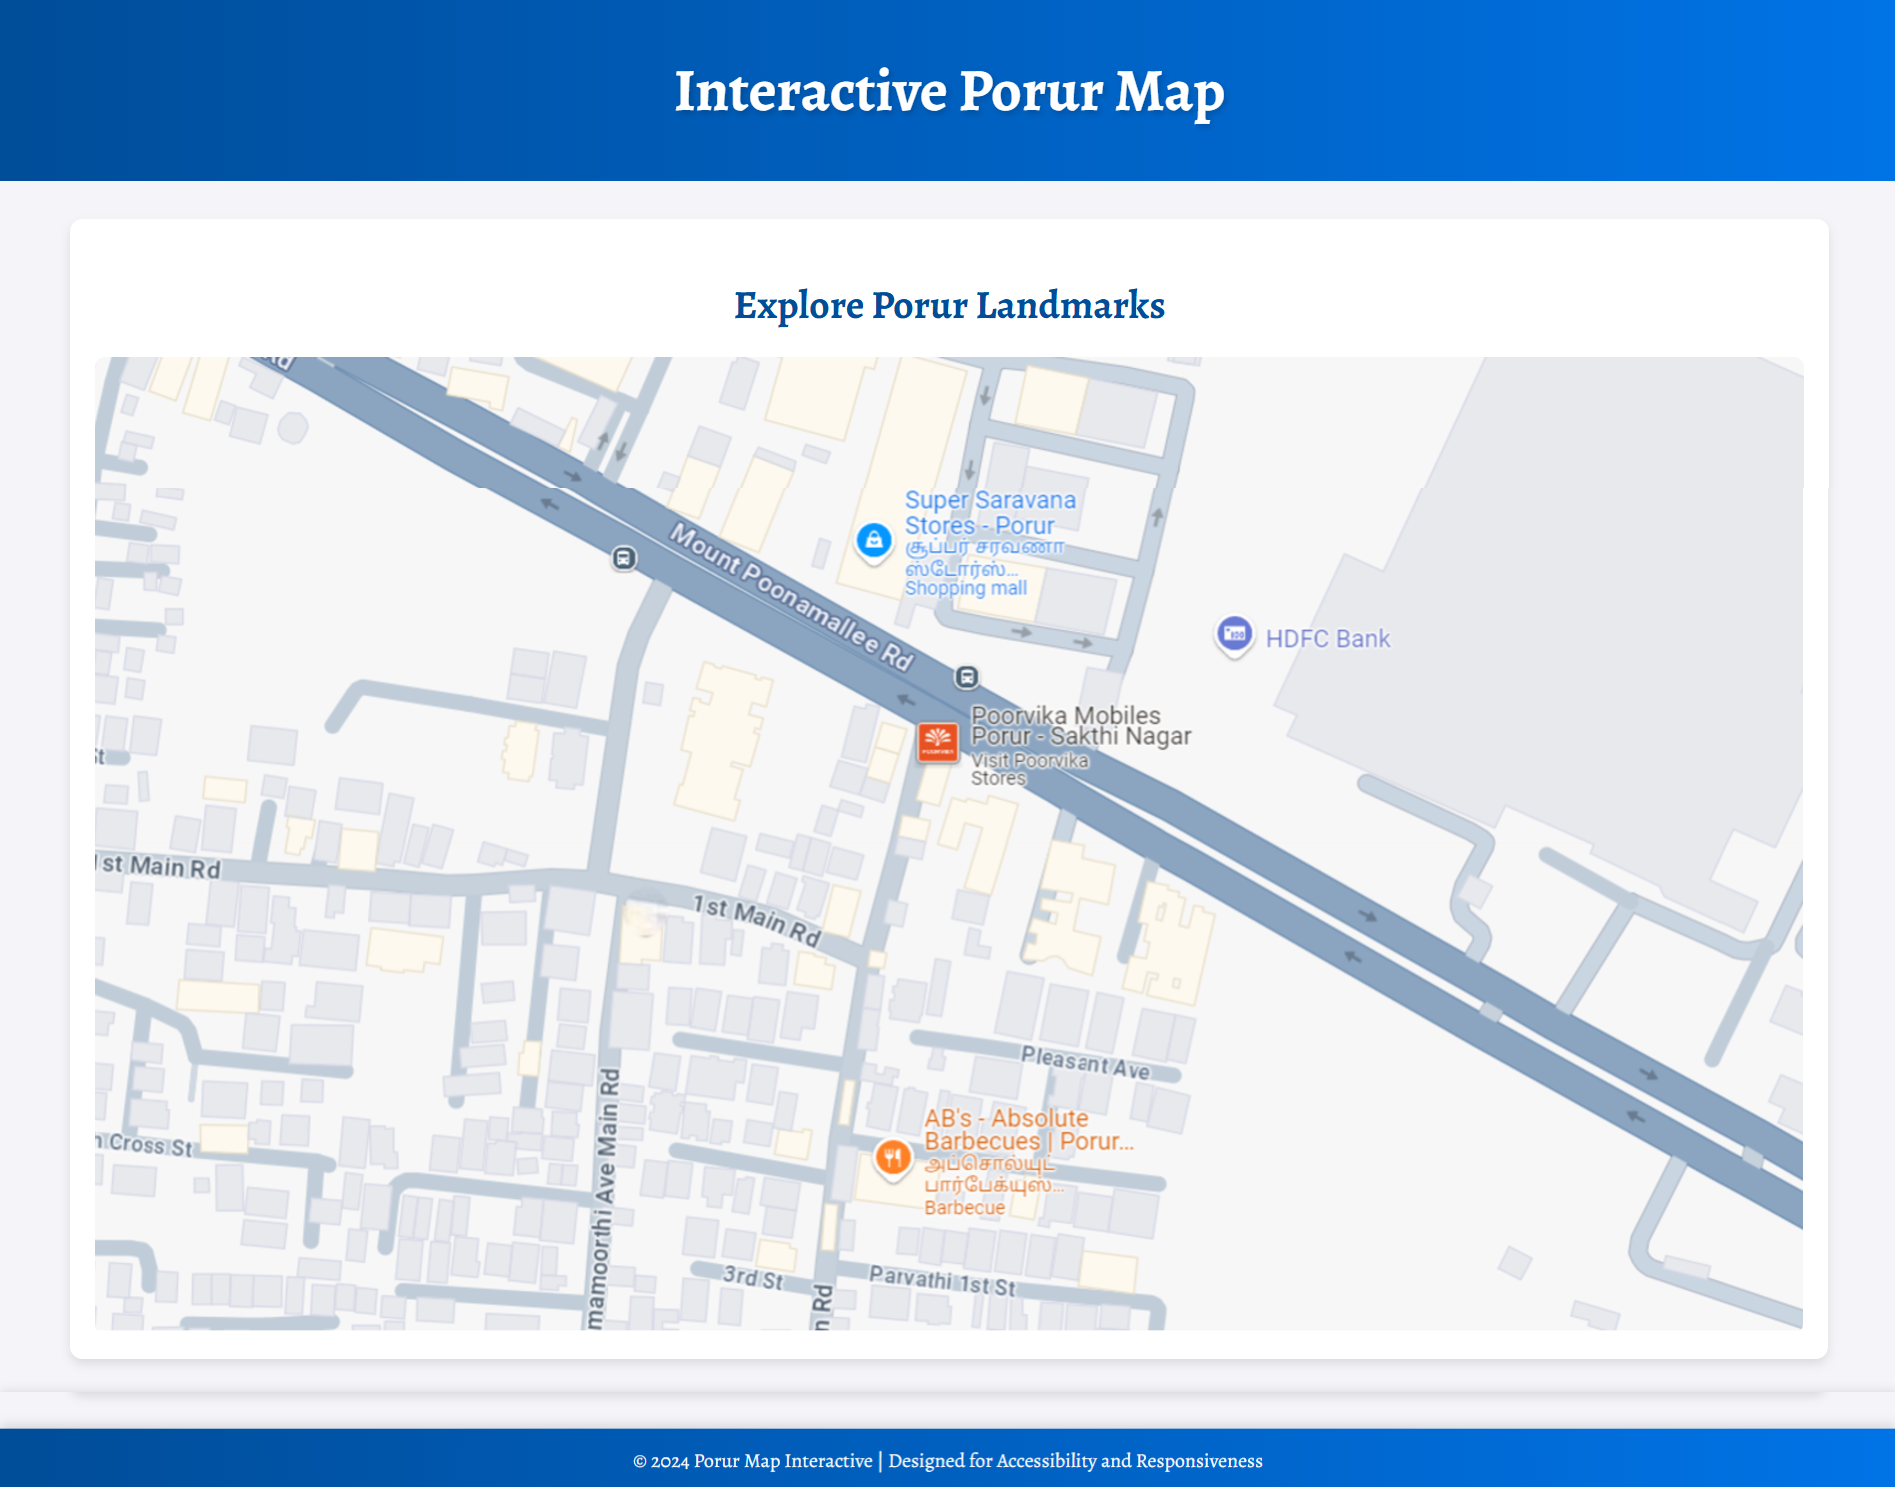 Interactive Porur Map
Explore Porur Landmarks
Rd
Super Saravana
Stores - Porur
சூப்பர் சரவணா
ஸ்டோர்ஸ்...
Shopping mall
Mount Poonamallee Rd
HDFC Bank
Poorvika Mobiles
Porur - Sakthi Nagar
Visit Poorvika
Stores
St
1st Main Rd
1st Main Rd
Pleasant Ave
AB's - Absolute
Barbecues | Porur...
அப்சொல்யுட்
பார்பேக்யுஸ்...
Barbecue
n Cross St
mamoorthi Ave Main Rd
3rd St
Parvathi 1st St
n Rd
© 2024 Porur Map Interactive | Designed for Accessibility and Responsiveness